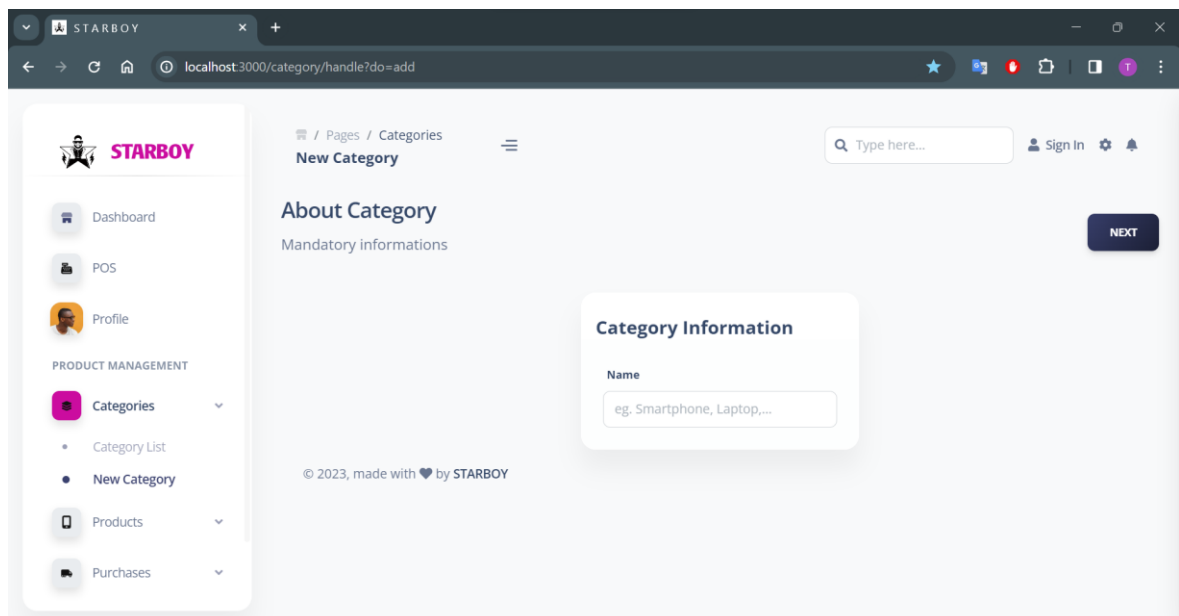 STARBOY
localhost:3000/category/handle?do=add
T
STARBOY
Dashboard
POS
Profile
PRODUCT MANAGEMENT
Categories
Category List
New Category
Products
Purchases
/ Pages / Categories
New Category
Type here...
Sign In
About Category
Mandatory informations
NEXT
Category Information
Name
eg. Smartphone, Laptop,...
© 2023, made with ♥ by STARBOY